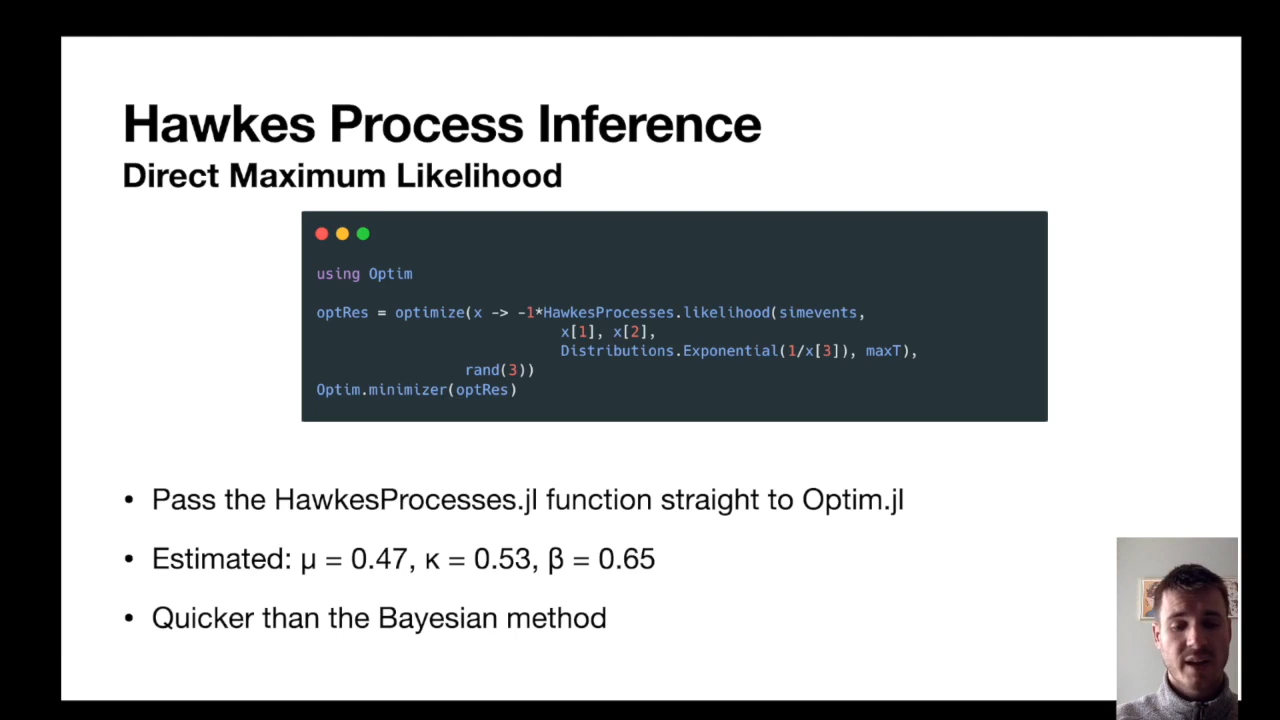 Hawkes Process Inference
Direct Maximum Likelihood
using Optim
optRes = optimize(x -> -1*HawkesProcesses.likelihood(simevents,
x[1], x[2],
Distributions.Exponential(1/x[3]), maxT),
rand(3))
Optim.minimizer(optRes)
• Pass the HawkesProcesses.jl function straight to Optim.jl
• Estimated: μ = 0.47, κ = 0.53, β = 0.65
• Quicker than the Bayesian method